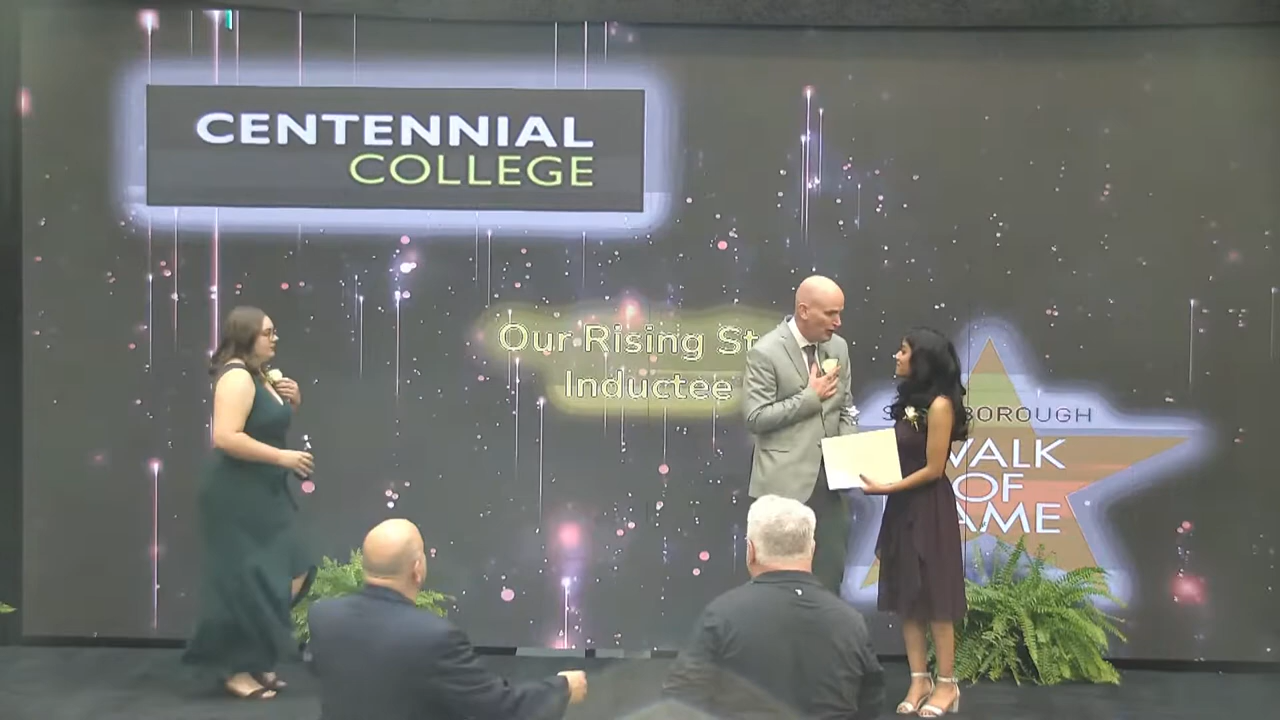 CENTENNIAL
COLLEGE
Our Rising St
Inductee
S BOROUGH
WALK
OF
AME